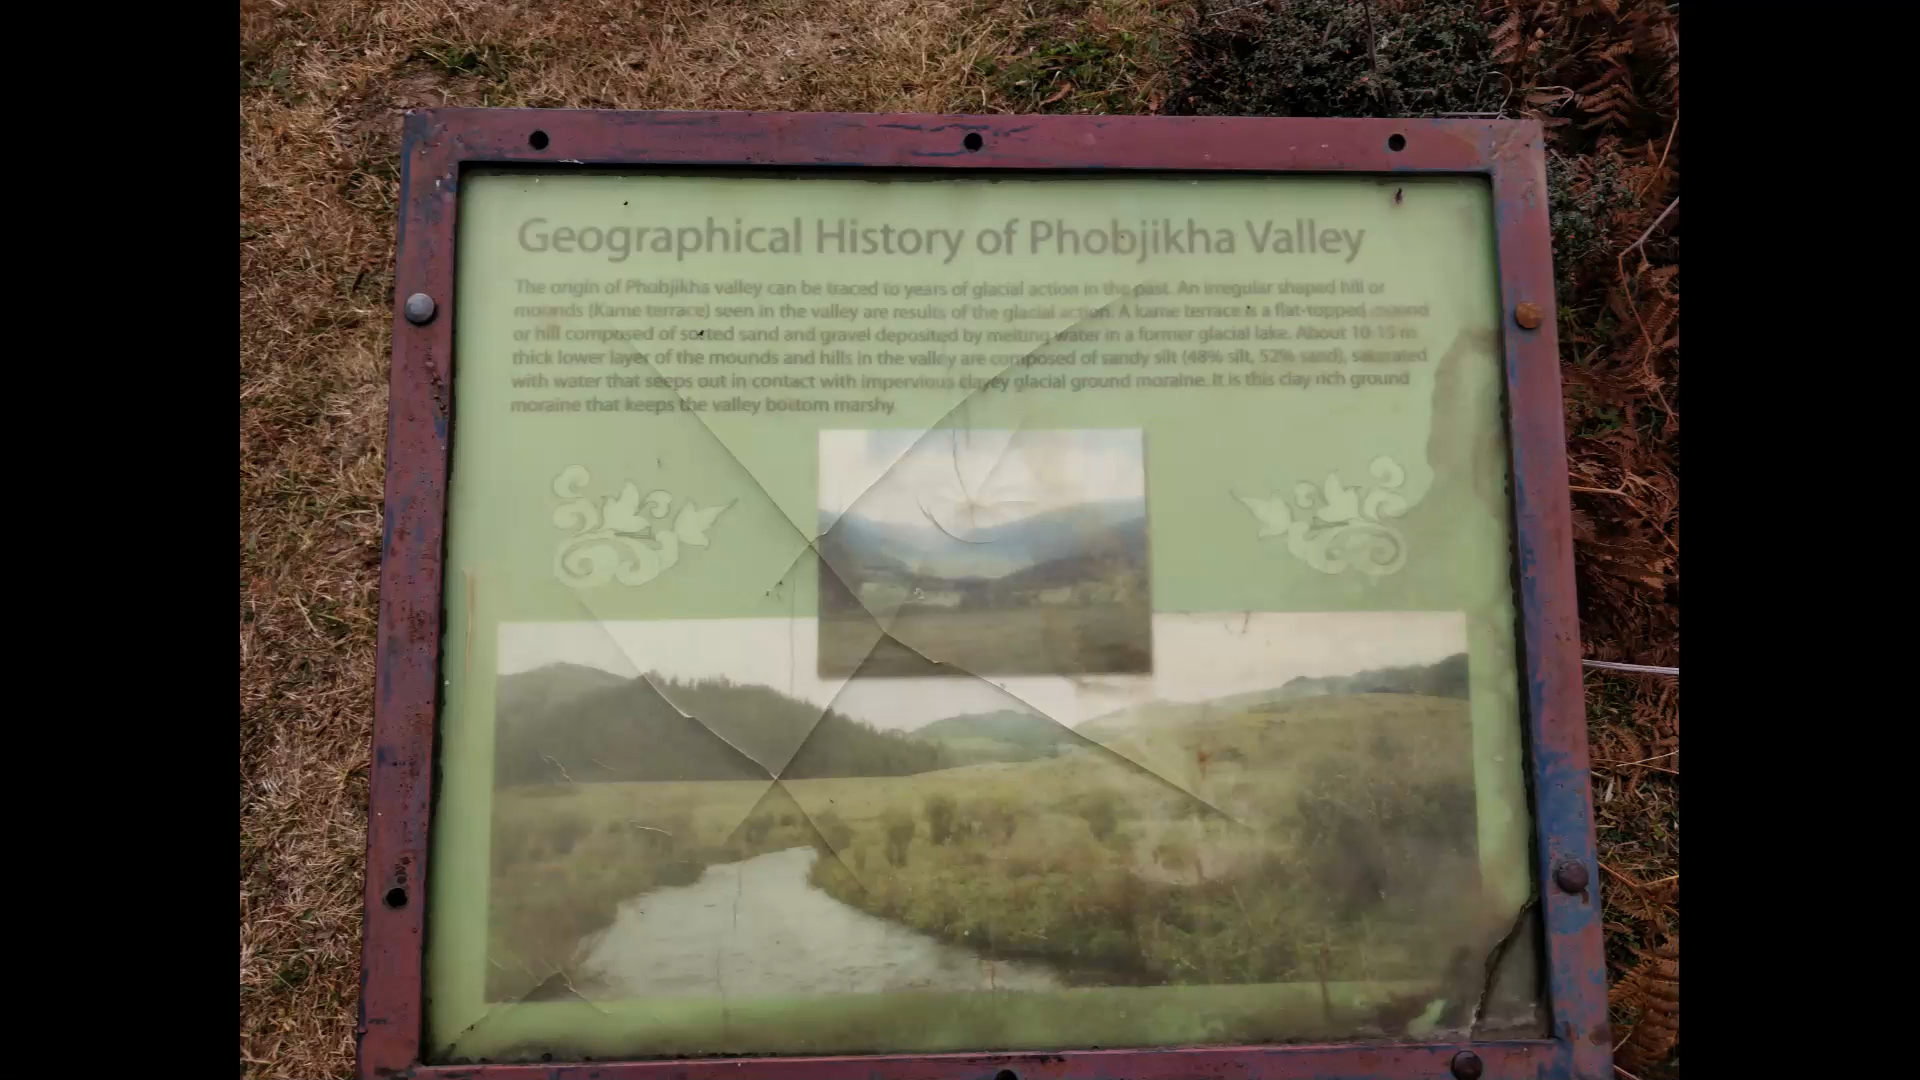 Geographical History of Phobjikha Valley
The origin of Phobjikha valley can be traced to years of glacial action in the past. An irregular shaped hill or
mounds (Kame terrace) seen in the valley are results of the glacial action. A kame terrace is a flat-topped mound
or hill composed of sorted sand and gravel deposited by melting water in a former glacial lake. About 10-15 m
thick lower layer of the mounds and hills in the valley are composed of sandy silt (48% silt, 52% sand), saturated
with water that seeps out in contact with impervious clayey glacial ground moraine. It is this clay rich ground
moraine that keeps the valley bottom marshy.